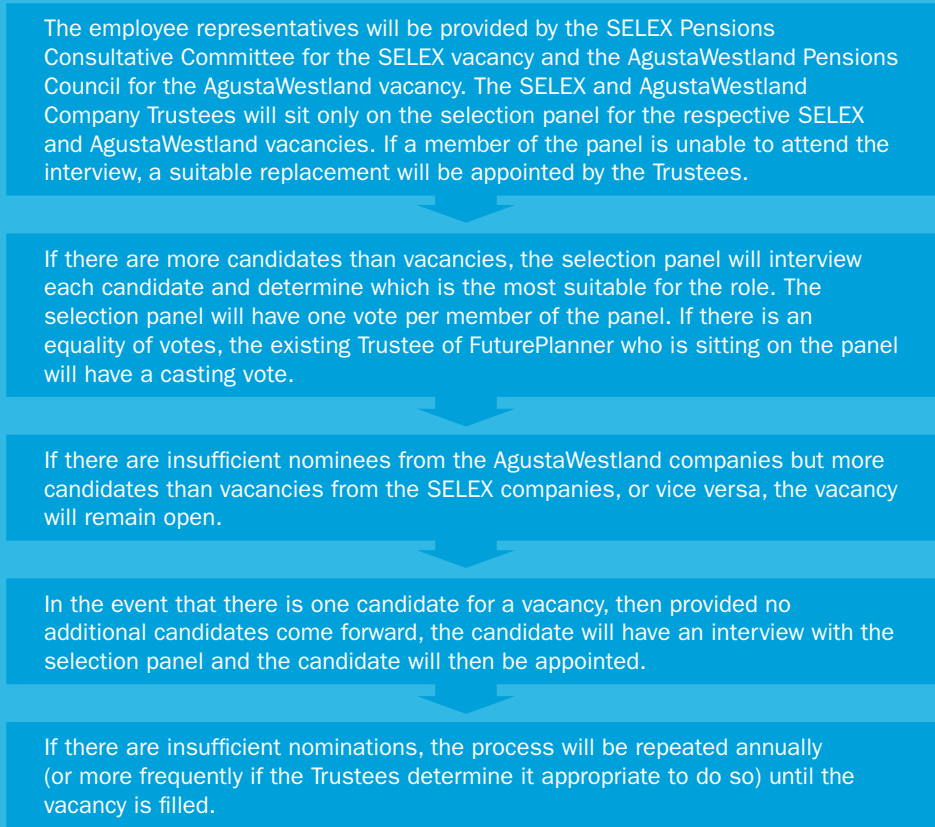 The employee representatives will be provided by the SELEX Pensions
Consultative Committee for the SELEX vacancy and the AgustaWestland Pensions
Council for the AgustaWestland vacancy. The SELEX and AgustaWestland
Company Trustees will sit only on the selection panel for the respective SELEX
and AgustaWestland vacancies. If a member of the panel is unable to attend the
interview, a suitable replacement will be appointed by the Trustees.
If there are more candidates than vacancies, the selection panel will interview
each candidate and determine which is the most suitable for the role. The
selection panel will have one vote per member of the panel. If there is an
equality of votes, the existing Trustee of FuturePlanner who is sitting on the panel
will have a casting vote.
If there are insufficient nominees from the AgustaWestland companies but more
candidates than vacancies from the SELEX companies, or vice versa, the vacancy
will remain open.
In the event that there is one candidate for a vacancy, then provided no
additional candidates come forward, the candidate will have an interview with the
selection panel and the candidate will then be appointed.
If there are insufficient nominations, the process will be repeated annually
(or more frequently if the Trustees determine it appropriate to do so) until the
vacancy is filled.